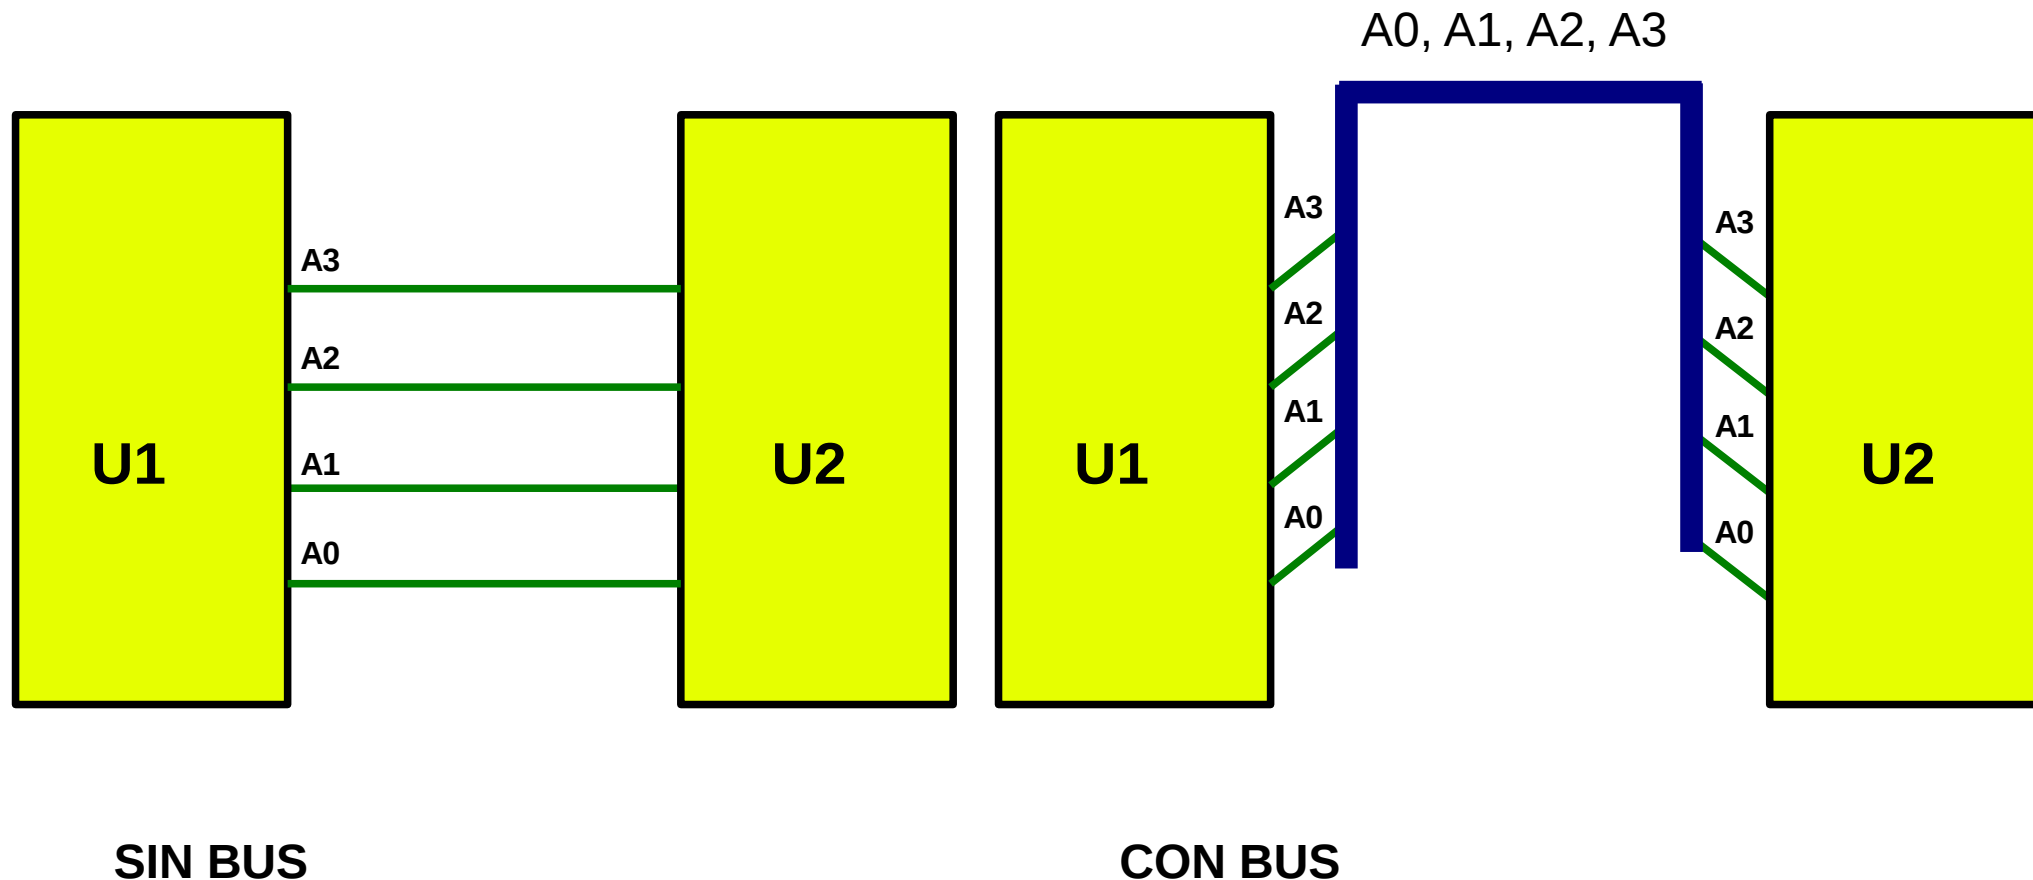 A0, A1, A2, A3
A3
A2
A1
A0
U1
U2
A3
A2
A1
A0
U1
A3
A2
A1
A0
U2
SIN BUS
CON BUS